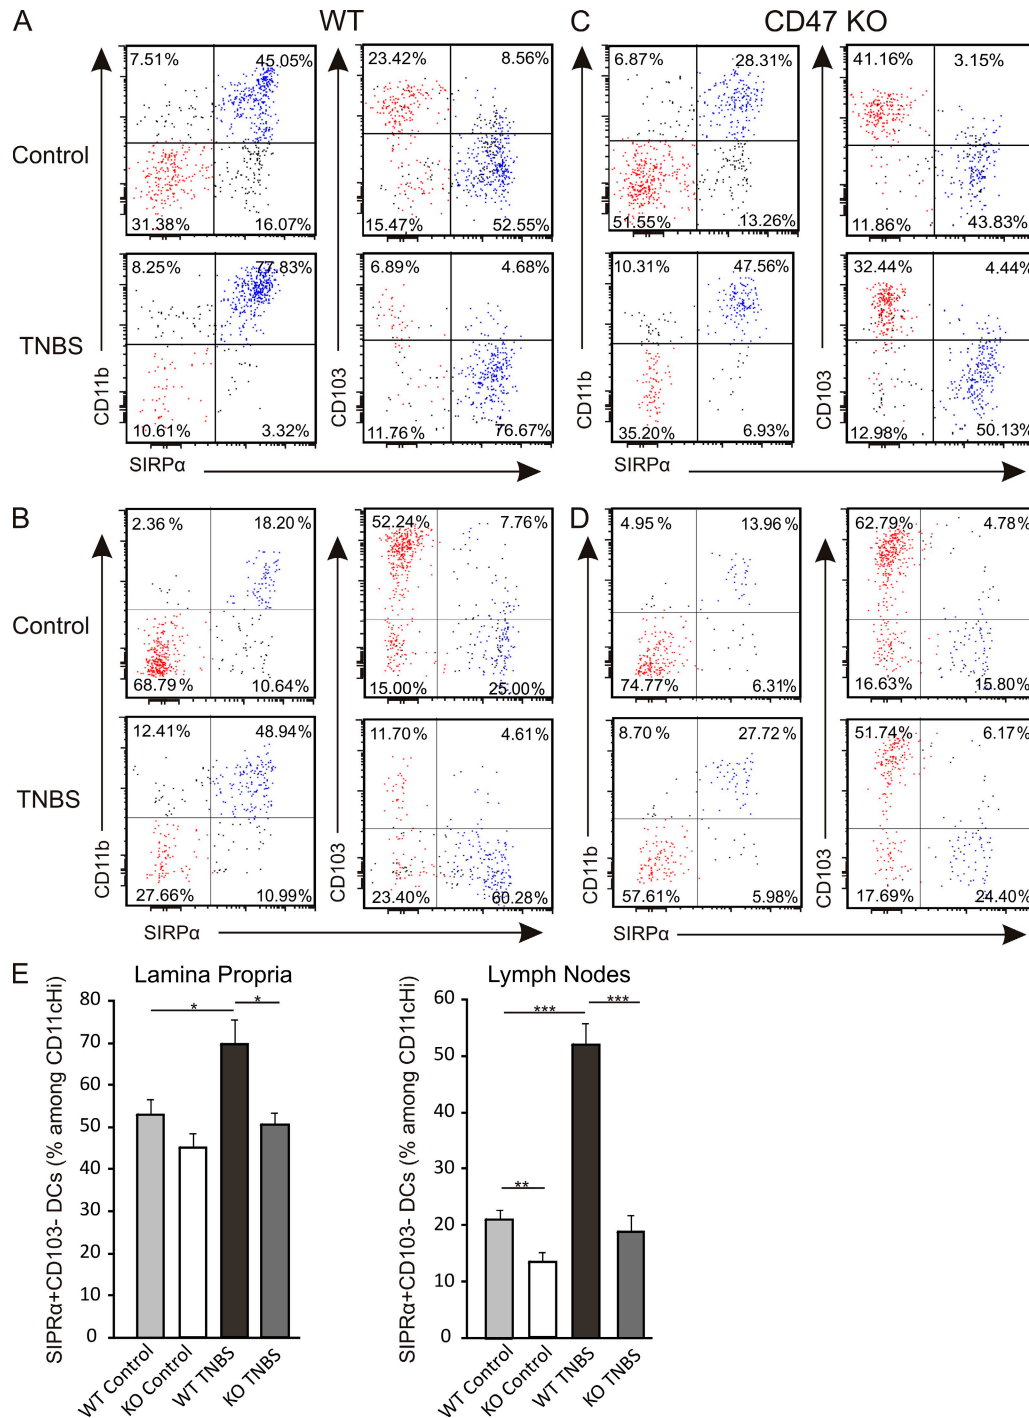 A WT C CD47 KO
7.51% 45.05% 23.42% 8.56% 6.87% 28.31% 41.16% 3.15%
Control
31.38% 16.07% 15.47% 52.55% 51.55% 13.26% 11.86% 43.83%
8.25% 77.83% 6.89% 4.68% 10.31% 47.56% 32.44% 4.44%
TNBS
CD11b CD103 CD11b CD103
10.61% 3.32% 11.76% 76.67% 35.20% 6.93% 12.98% 50.13%
SIRPα SIRPα
B D
2.36 % 18.20 % 52.24% 7.76 % 4.95 % 13.96 % 62.79% 4.78 %
Control
68.79 % 10.64 % 15.00% 25.00% 74.77% 6.31% 16.63% 15.80%
12.41 % 48.94% 11.70 % 4.61% 8.70 % 27.72% 51.74% 6.17 %
TNBS
CD11b CD103 CD11b CD103
27.66 % 10.99% 23.40% 60.28% 57.61% 5.98% 17.69% 24.40%
SIRPα SIRPα
E Lamina Propria Lymph Nodes
SIPRα+CD103- DCs (% among CD11cHi)
80
70
60
50
40
30
20
10
0
* *
WT Control KO Control WT TNBS KO TNBS
SIPRα+CD103- DCs (% among CD11cHi)
60
50
40
30
20
10
0
*** ***
**
WT Control KO Control WT TNBS KO TNBS